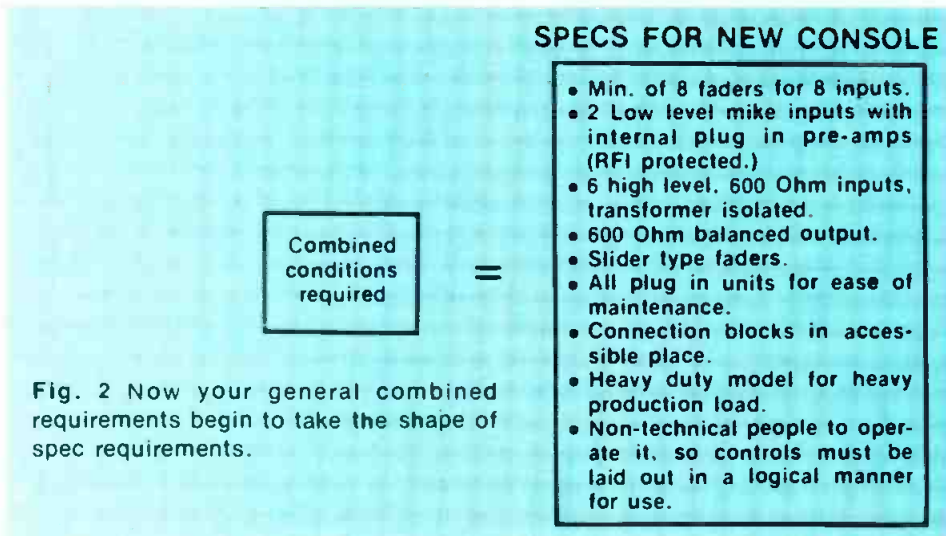 SPECS FOR NEW CONSOLE
• Min. of 8 faders for 8 inputs.
• 2 Low level mike inputs with
internal plug in pre-amps
(RFI protected.)
• 6 high level. 600 Ohm inputs,
transformer isolated.
• 600 Ohm balanced output.
• Slider type faders.
• All plug in units for ease of
maintenance.
• Connection blocks in acces-
sible place.
• Heavy duty model for heavy
production load.
• Non-technical people to oper-
ate it, so controls must be
laid out in a logical manner
for use.
Combined
conditions
required
=
Fig. 2 Now your general combined
requirements begin to take the shape of
spec requirements.